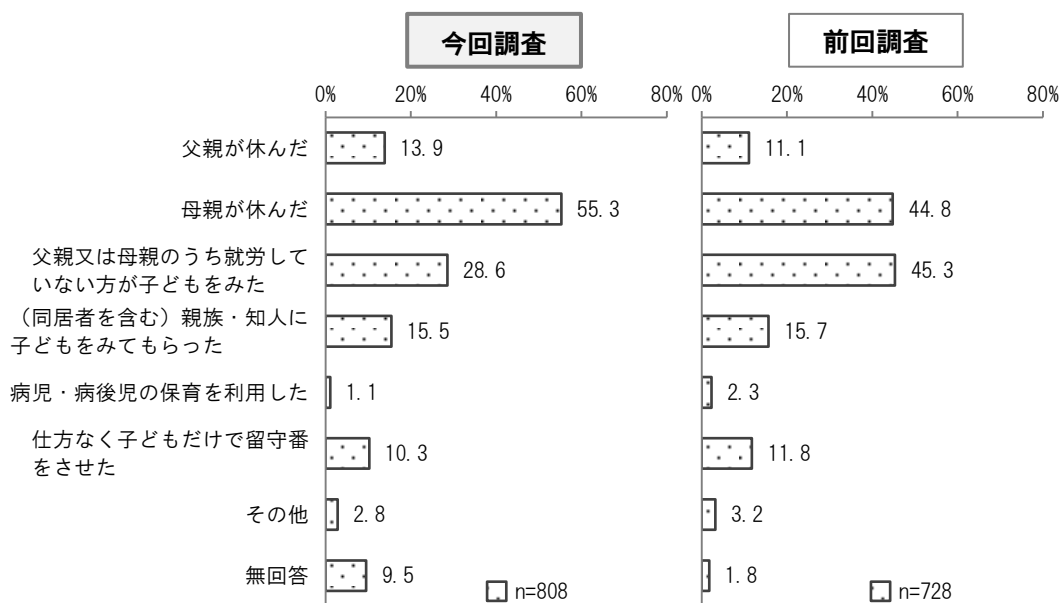 今回調査
前回調査
0% 20% 40% 60% 80%
0% 20% 40% 60% 80%
父親が休んだ 13.9 11.1
母親が休んだ 55.3 44.8
父親又は母親のうち就労して
いない方が子どもをみた 28.6 45.3
（同居者を含む）親族・知人に
子どもをみてもらった 15.5 15.7
病児・病後児の保育を利用した 1.1 2.3
仕方なく子どもだけで留守番
をさせた 10.3 11.8
その他 2.8 3.2
無回答 9.5 1.8
n=808 n=728